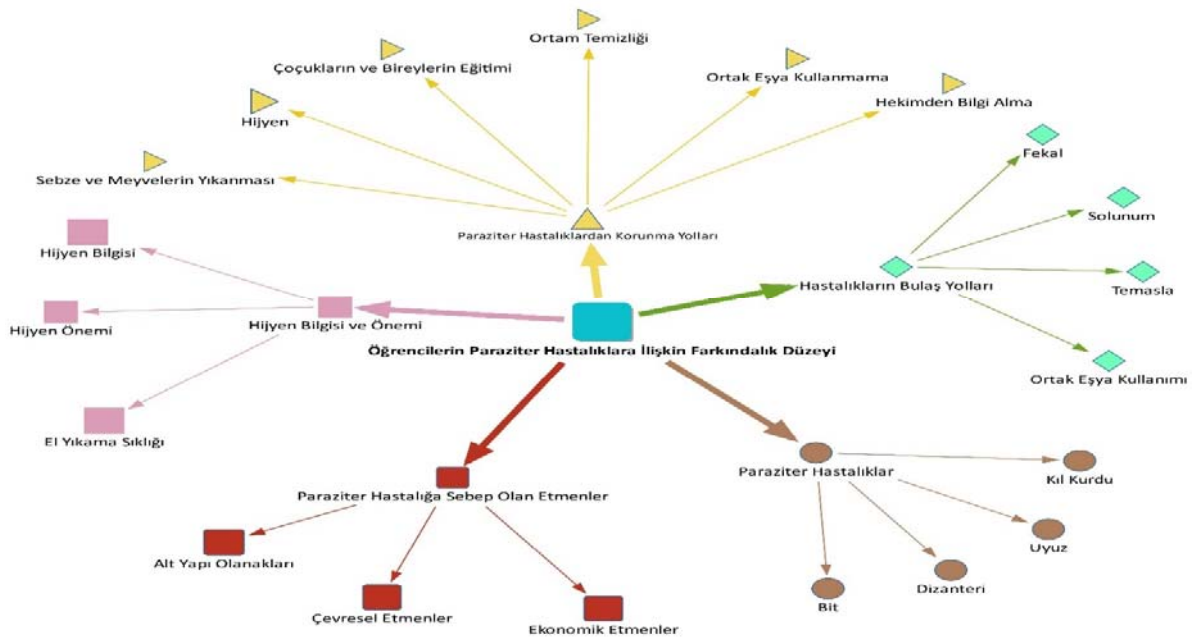 Ortam Temizliği
Çoçukların ve Bireylerin Eğitimi
Ortak Eşya Kullanmama
Hijyen
Hekimden Bilgi Alma
Sebze ve Meyvelerin Yıkanması
Fekal
Solunum
Paraziter Hastalıklardan Korunma Yolları
Hijyen Bilgisi
Hastalıkların Bulaş Yolları
Temasla
Hijyen Önemi
Hijyen Bilgisi ve Önemi
Öğrencilerin Paraziter Hastalıklara İlişkin Farkındalık Düzeyi
Ortak Eşya Kullanımı
El Yıkama Sıklığı
Paraziter Hastalıklar
Kıl Kurdu
Paraziter Hastalığa Sebep Olan Etmenler
Uyuz
Alt Yapı Olanakları
Dizanteri
Bit
Çevresel Etmenler
Ekonomik Etmenler